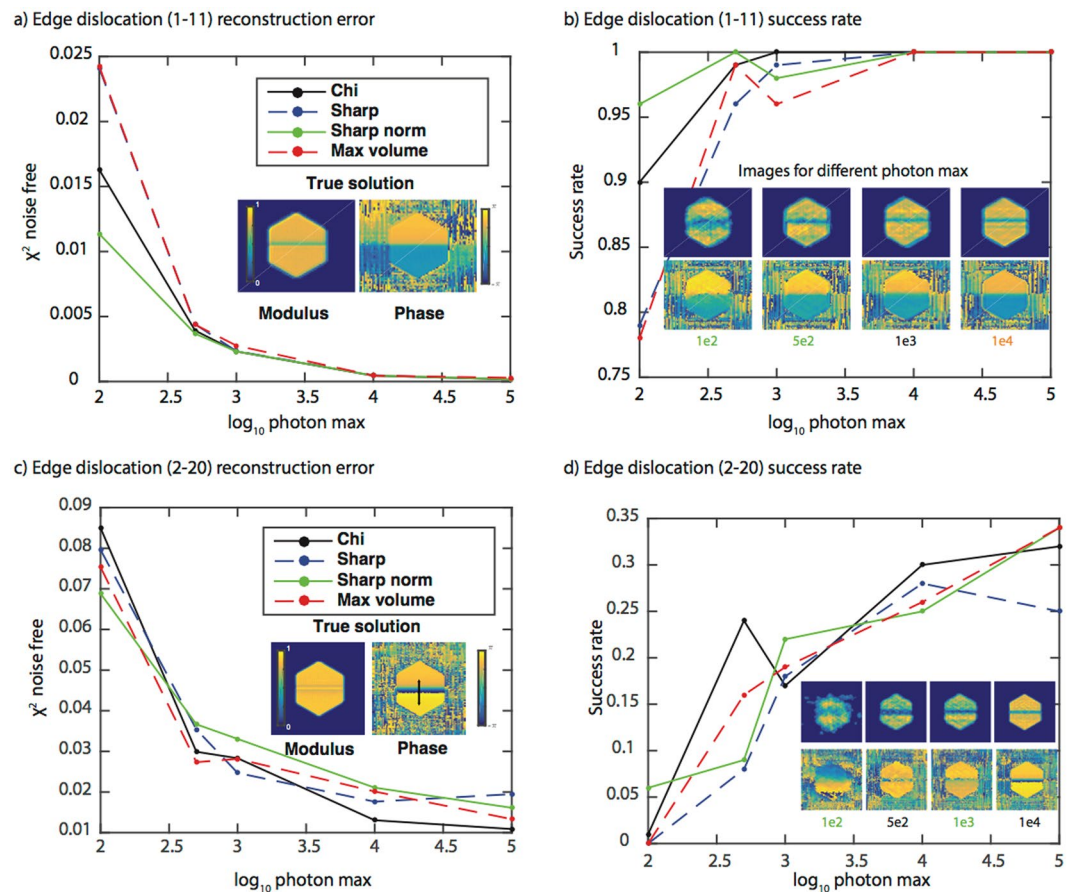 a) Edge dislocation (1-11) reconstruction error
0.025
0.02
0.015
0.01
0.005
0
χ² noise free
Chi
Sharp
Sharp norm
Max volume
True solution
1
0
π
-π
Modulus
Phase
2 2.5 3 3.5 4 4.5 5
log₁₀ photon max
b) Edge dislocation (1-11) success rate
1
0.95
0.9
0.85
0.8
0.75
Success rate
Images for different photon max
1e2 5e2 1e3 1e4
2 2.5 3 3.5 4 4.5 5
log₁₀ photon max
c) Edge dislocation (2-20) reconstruction error
0.09
0.08
0.07
0.06
0.05
0.04
0.03
0.02
0.01
χ² noise free
Chi
Sharp
Sharp norm
Max volume
True solution
1
0
π
-π
Modulus
Phase
2 2.5 3 3.5 4 4.5 5
log₁₀ photon max
d) Edge dislocation (2-20) success rate
0.35
0.3
0.25
0.2
0.15
0.1
0.05
0
Success rate
1e2 5e2 1e3 1e4
2 2.5 3 3.5 4 4.5 5
log₁₀ photon max